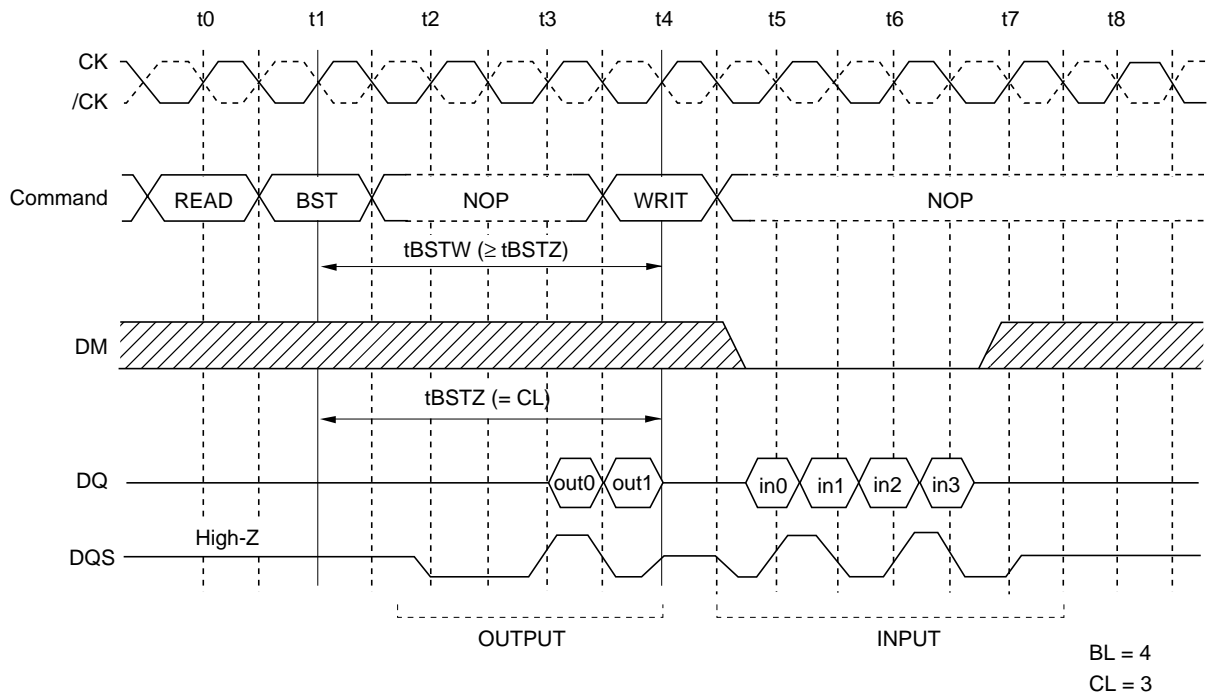 t0 t1 t2 t3 t4 t5 t6 t7 t8
CK
/CK
Command READ BST NOP WRIT NOP
tBSTW (≥ tBSTZ)
DM
tBSTZ (= CL)
DQ out0 out1 in0 in1 in2 in3
High-Z
DQS
OUTPUT INPUT
BL = 4
CL = 3